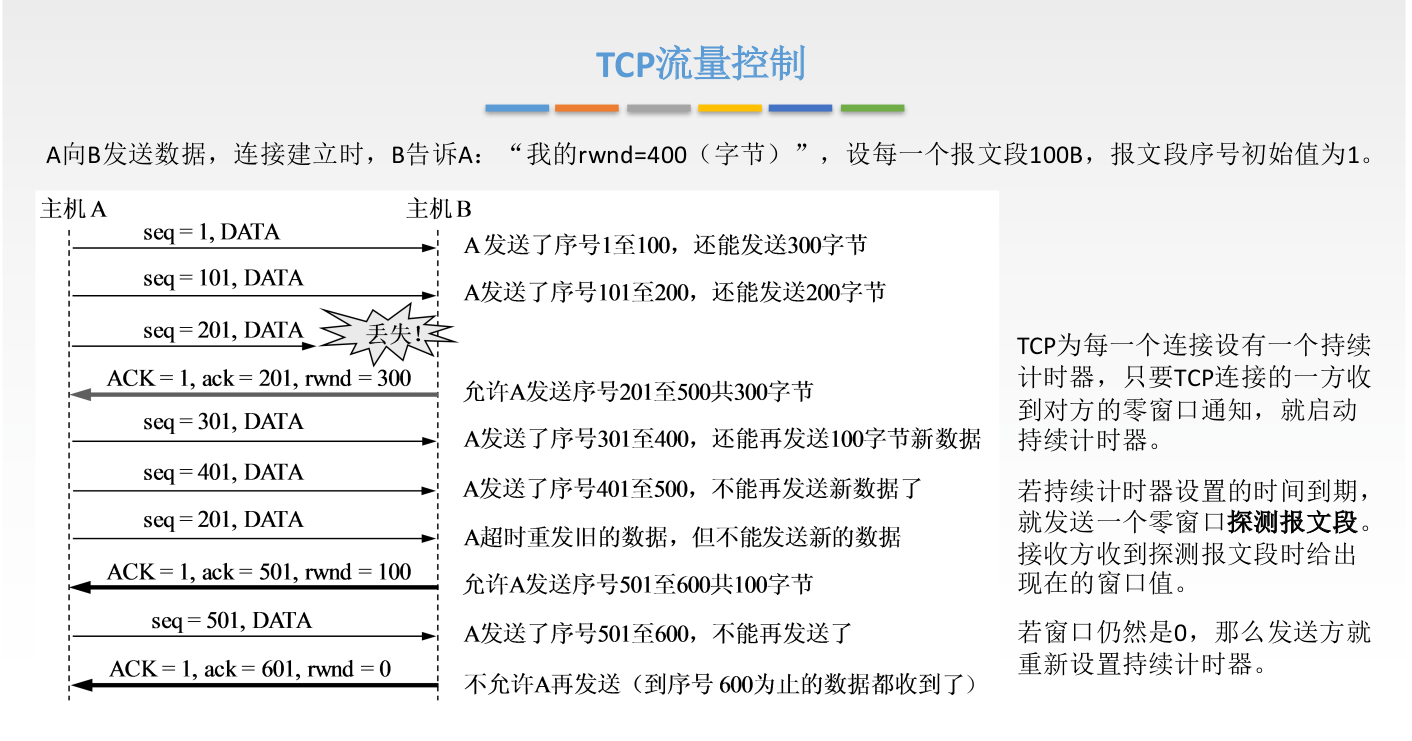 TCP流量控制
A向B发送数据，连接建立时，B告诉A：“我的rwnd=400（字节）”，设每一个报文段100B，报文段序号初始值为1。
主机 A 主机 B
seq = 1, DATA
A 发送了序号1至100，还能发送300字节
seq = 101, DATA
A发送了序号101至200，还能发送200字节
seq = 201, DATA
丢失!
ACK = 1, ack = 201, rwnd = 300
允许A发送序号201至500共300字节
seq = 301, DATA
A发送了序号301至400，还能再发送100字节新数据
seq = 401, DATA
A发送了序号401至500，不能再发送新数据了
seq = 201, DATA
A超时重发旧的数据，但不能发送新的数据
ACK = 1, ack = 501, rwnd = 100
允许A发送序号501至600共100字节
seq = 501, DATA
A发送了序号501至600，不能再发送了
ACK = 1, ack = 601, rwnd = 0
不允许A再发送（到序号 600为止的数据都收到了）
TCP为每一个连接设有一个持续
计时器，只要TCP连接的一方收
到对方的零窗口通知，就启动
持续计时器。
若持续计时器设置的时间到期，
就发送一个零窗口探测报文段。
接收方收到探测报文段时给出
现在的窗口值。
若窗口仍然是0，那么发送方就
重新设置持续计时器。